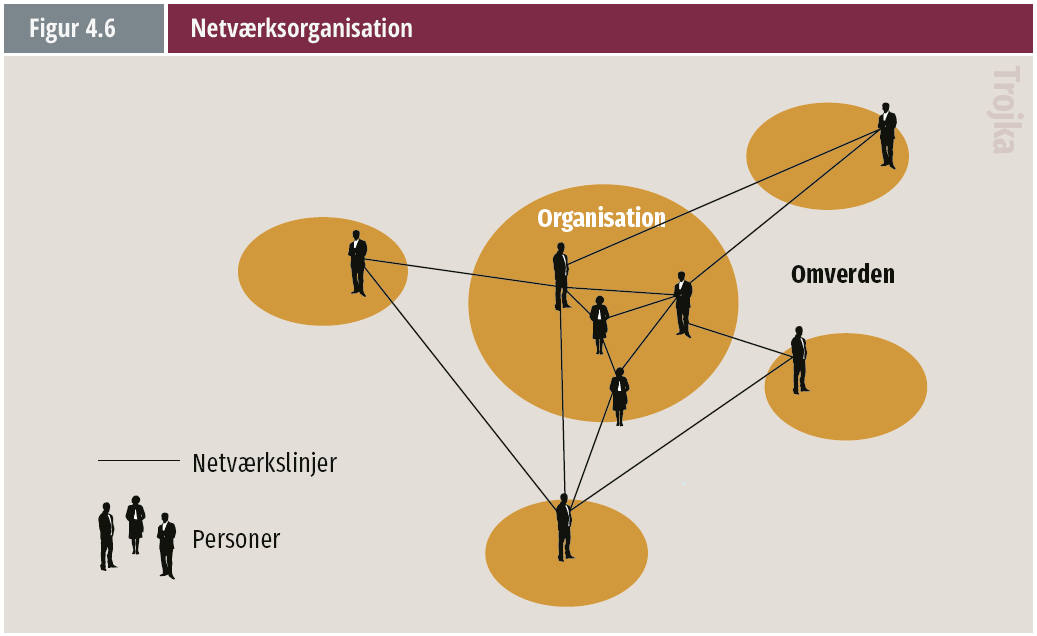 Figur 4.6
Netværksorganisation
Trojka
Organisation
Omverden
Netværkslinjer
Personer